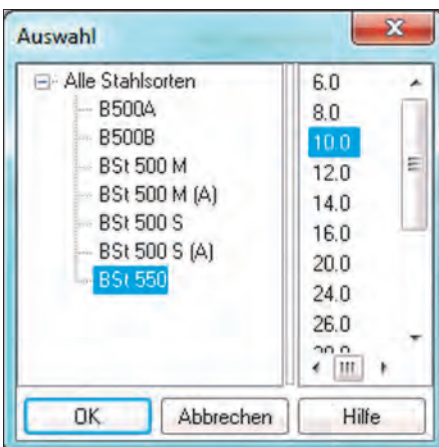 Auswahl
Alle Stahlsorten
B500A
B500B
BSt 500 M
BSt 500 M (A)
BSt 500 S
BSt 500 S (A)
BSt 550
6.0
8.0
10.0
12.0
14.0
16.0
20.0
24.0
26.0
OK Abbrechen Hilfe